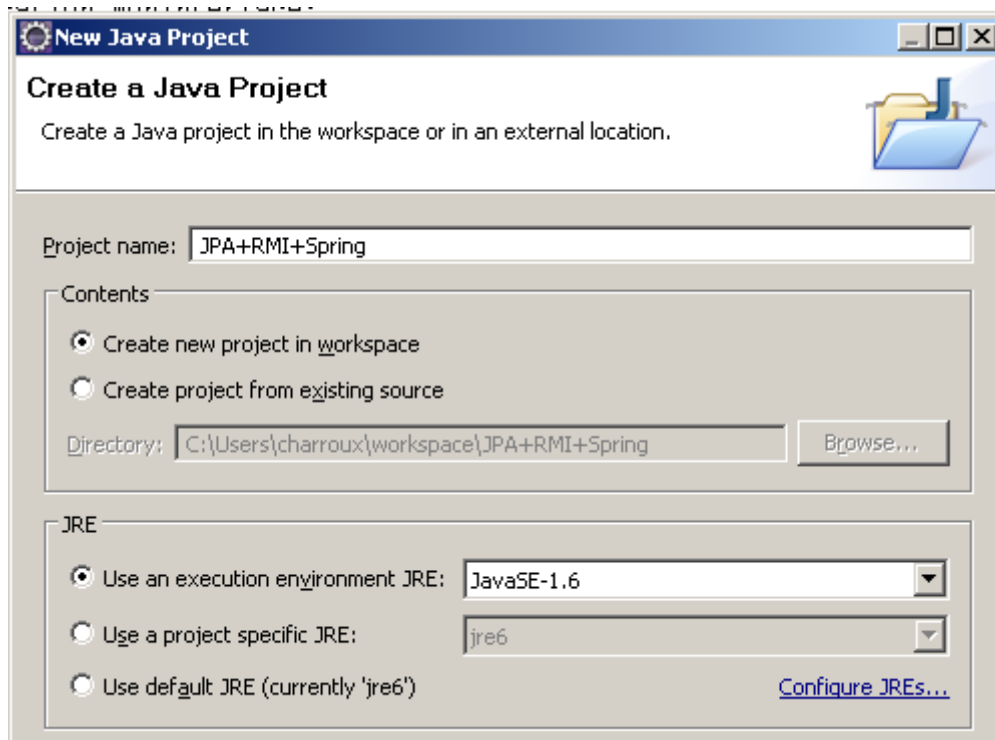 New Java Project
Create a Java Project
Create a Java project in the workspace or in an external location.
Project name: JPA+RMI+Spring
Contents
Create new project in workspace
Create project from existing source
Directory: C:\Users\charroux\workspace\JPA+RMI+Spring Browse...
JRE
Use an execution environment JRE: JavaSE-1.6
Use a project specific JRE: jre6
Use default JRE (currently 'jre6') Configure JREs...